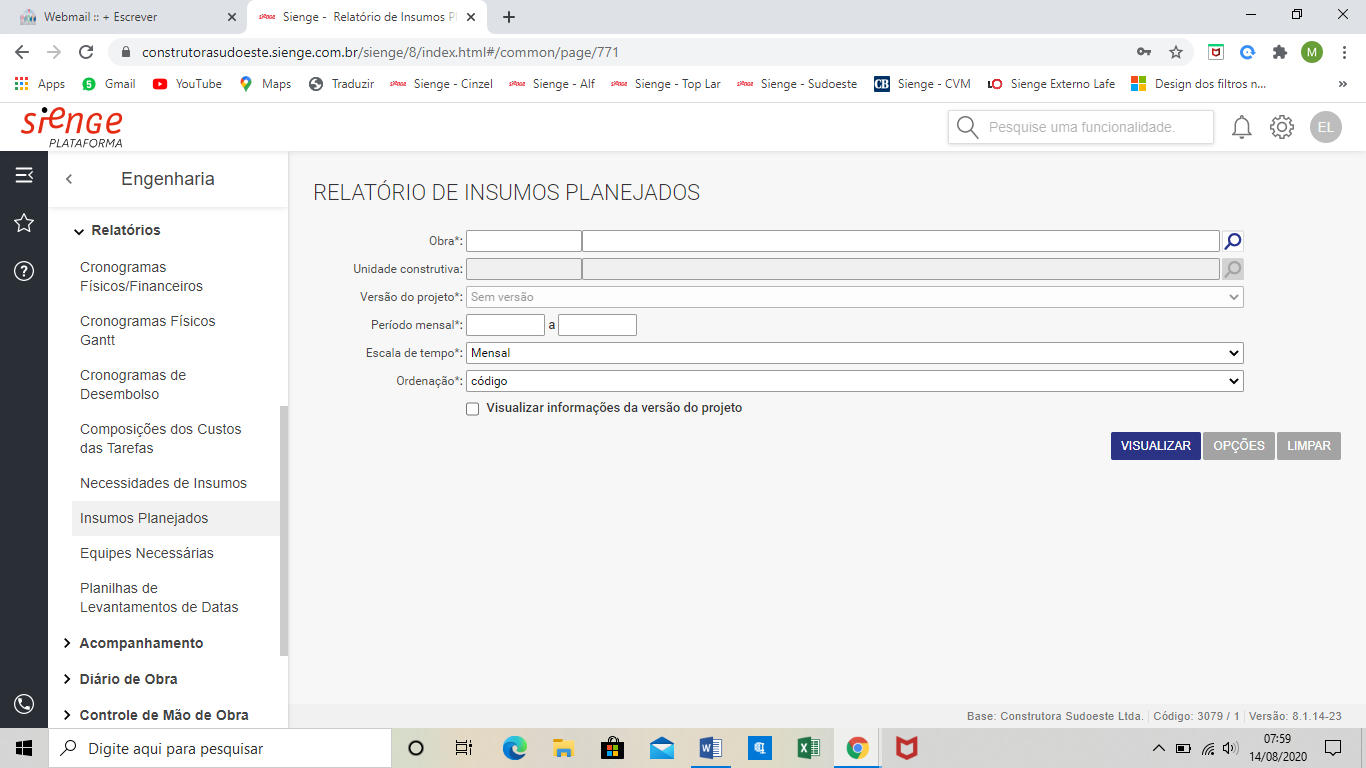 Webmail :: + Escrever
Sienge - Relatório de Insumos Pl
construtorasudoeste.sienge.com.br/sienge/8/index.html#/common/page/771
M
Apps
Gmail
YouTube
Maps
Traduzir
Sienge - Cinzel
Sienge - Alf
Sienge - Top Lar
Sienge - Sudoeste
Sienge - CVM
Sienge Externo Lafe
Design dos filtros n...
»
sienge
PLATAFORMA
Pesquise uma funcionalidade.
EL
Engenharia
Relatórios
Cronogramas
Físicos/Financeiros
Cronogramas Físicos
Gantt
Cronogramas de
Desembolso
Composições dos Custos
das Tarefas
Necessidades de Insumos
Insumos Planejados
Equipes Necessárias
Planilhas de
Levantamentos de Datas
Acompanhamento
Diário de Obra
Controle de Mão de Obra
RELATÓRIO DE INSUMOS PLANEJADOS
Obra*:
Unidade construtiva:
Versão do projeto*: Sem versão
Período mensal*: a
Escala de tempo*: Mensal
Ordenação*: código
Visualizar informações da versão do projeto
VISUALIZAR OPÇÕES LIMPAR
Base: Construtora Sudoeste Ltda. | Código: 3079 / 1 | Versão: 8.1.14-23
Digite aqui para pesquisar
07:59
14/08/2020